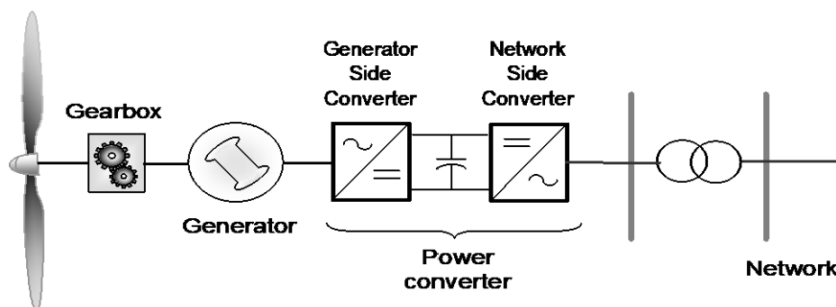 Generator
Side
Converter
Network
Side
Converter
Gearbox
Generator
Power
converter
Network